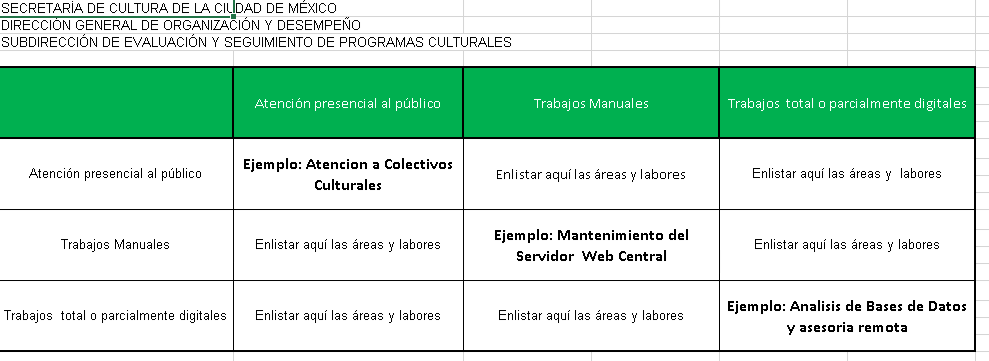 SECRETARÍA DE CULTURA DE LA CIUDAD DE MÉXICO
DIRECCIÓN GENERAL DE ORGANIZACIÓN Y DESEMPEÑO
SUBDIRECCIÓN DE EVALUACIÓN Y SEGUIMIENTO DE PROGRAMAS CULTURALES
Atención presencial al público
Trabajos Manuales
Trabajos total o parcialmente digitales
Atención presencial al público
Ejemplo: Atencion a Colectivos
Culturales
Enlistar aquí las áreas y labores
Enlistar aquí las áreas y labores
Trabajos Manuales
Enlistar aquí las áreas y labores
Ejemplo: Mantenimiento del
Servidor Web Central
Enlistar aquí las áreas y labores
Trabajos total o parcialmente digitales
Enlistar aquí las áreas y labores
Enlistar aquí las áreas y labores
Ejemplo: Analisis de Bases de Datos
y asesoria remota